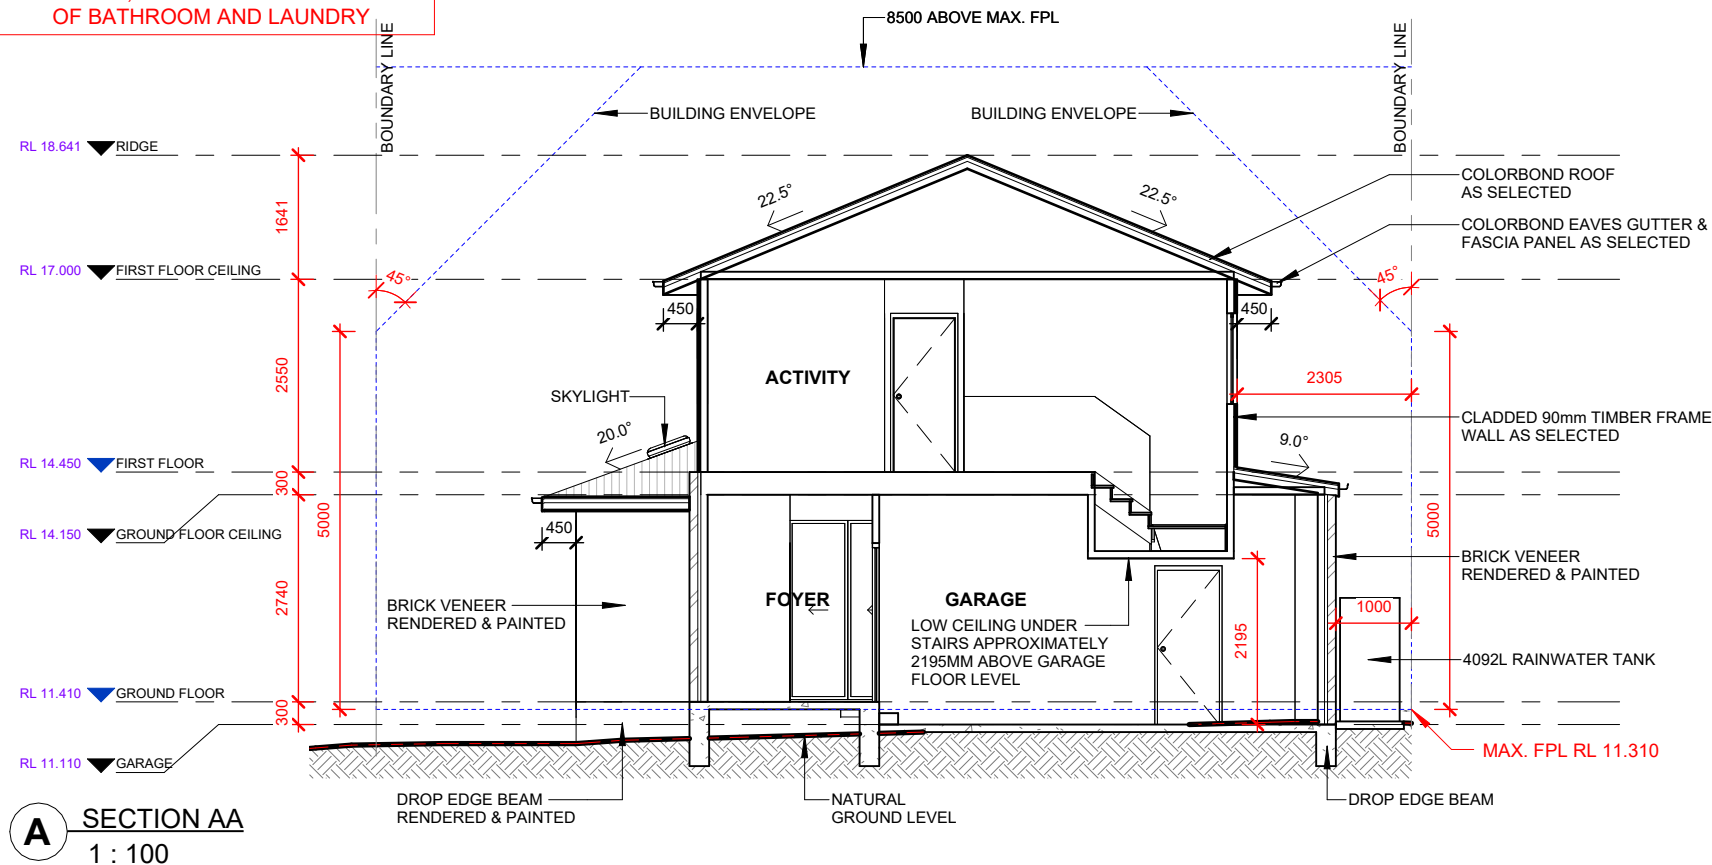 OF BATHROOM AND LAUNDRY
8500 ABOVE MAX. FPL
BOUNDARY LINE
BOUNDARY LINE
BUILDING ENVELOPE
BUILDING ENVELOPE
RL 18.641 RIDGE
COLORBOND ROOF
AS SELECTED
22.5°
22.5°
1641
COLORBOND EAVES GUTTER &
FASCIA PANEL AS SELECTED
RL 17.000 FIRST FLOOR CEILING
45°
45°
450
450
2550
ACTIVITY
2305
SKYLIGHT
CLADDED 90mm TIMBER FRAME
WALL AS SELECTED
20.0°
9.0°
RL 14.450 FIRST FLOOR
300
5000
5000
RL 14.150 GROUND FLOOR CEILING
450
BRICK VENEER
RENDERED & PAINTED
2740
BRICK VENEER
RENDERED & PAINTED
FOYER
GARAGE
1000
LOW CEILING UNDER
STAIRS APPROXIMATELY
2195MM ABOVE GARAGE
FLOOR LEVEL
2195
4092L RAINWATER TANK
RL 11.410 GROUND FLOOR
300
MAX. FPL RL 11.310
RL 11.110 GARAGE
DROP EDGE BEAM
RENDERED & PAINTED
NATURAL
GROUND LEVEL
DROP EDGE BEAM
A SECTION AA
1 : 100